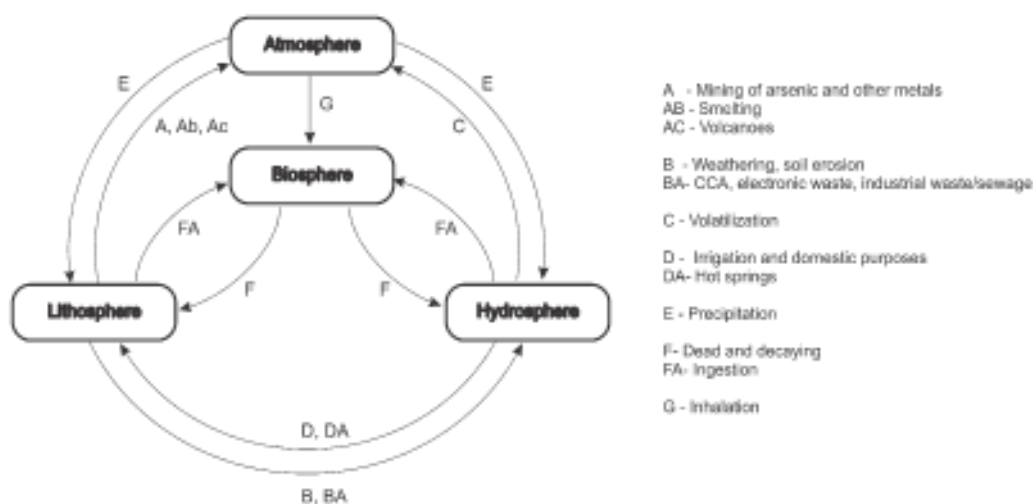 Atmosphere
E
E
G
A, Ab, Ac
C
Biosphere
FA
FA
F
F
Lithosphere
Hydrosphere
D, DA
B, BA
A - Mining of arsenic and other metals
AB - Smelting
AC - Volcanoes
B - Weathering, soil erosion
BA- CCA, electronic waste, industrial waste/sewage
C - Volatilization
D - Irrigation and domestic purposes
DA- Hot springs
E - Precipitation
F- Dead and decaying
FA- Ingestion
G - Inhalation